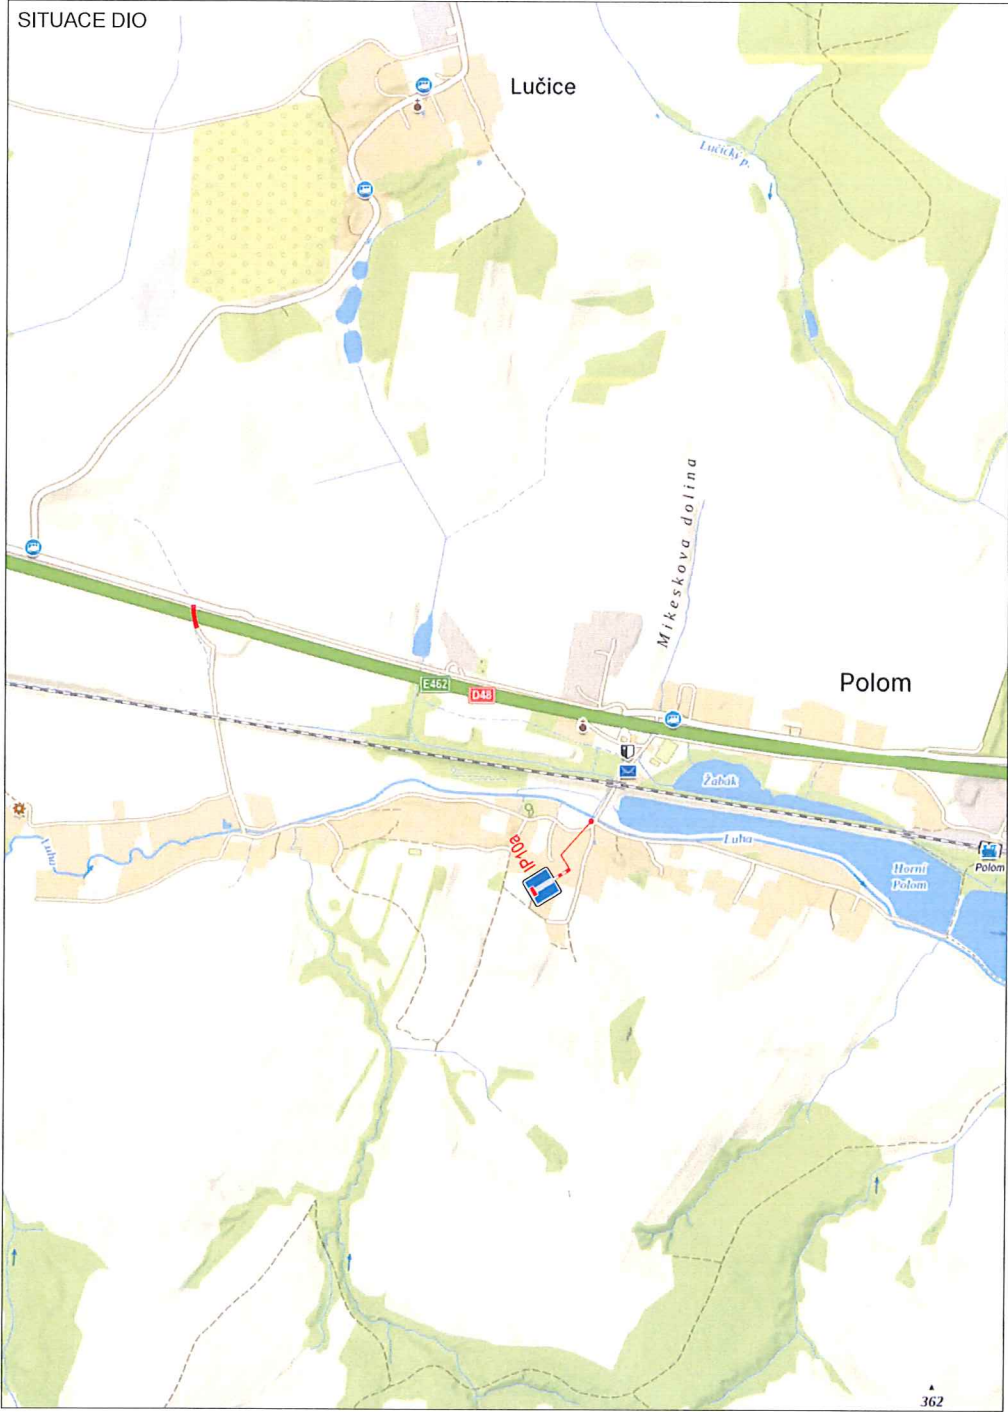 SITUACE DIO
Lučice
Lučický p.
Mikeskova dolina
Polom
E462
D48
Žabák
Luha
Luha
Horní
Polom
Polom
IP10a
362